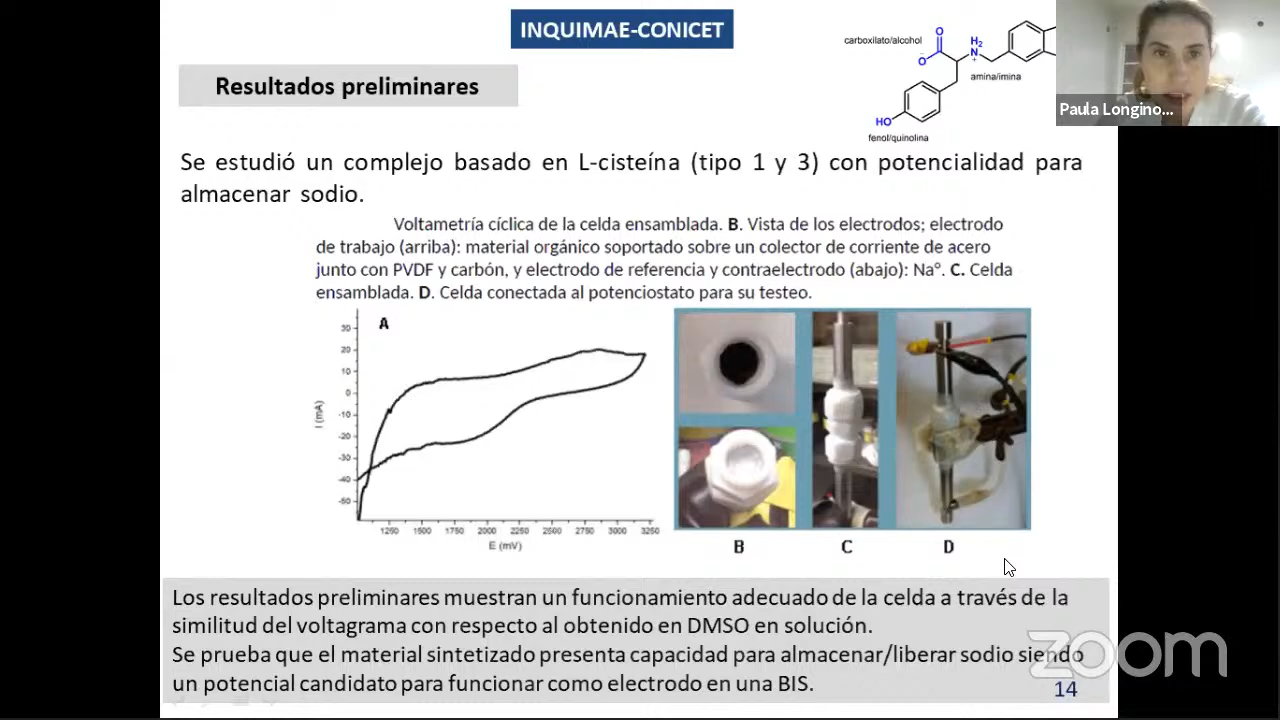 INQUIMAE-CONICET
Resultados preliminares
carboxilato/alcohol
O
H2
N
+
O
-
amina/imina
HO
fenol/quinolina
Paula Longino...
Se estudió un complejo basado en L-cisteína (tipo 1 y 3) con potencialidad para
almacenar sodio.
Voltametría cíclica de la celda ensamblada. B. Vista de los electrodos; electrodo
de trabajo (arriba): material orgánico soportado sobre un colector de corriente de acero
junto con PVDF y carbón, y electrodo de referencia y contraelectrodo (abajo): Na°. C. Celda
ensamblada. D. Celda conectada al potenciostato para su testeo.
A
30
20
10
0
-10
-20
-30
-40
-50
I (mA)
1250 1500 1750 2000 2250 2500 2750 3000 3250
E (mV)
B C D
Los resultados preliminares muestran un funcionamiento adecuado de la celda a través de la
similitud del voltagrama con respecto al obtenido en DMSO en solución.
Se prueba que el material sintetizado presenta capacidad para almacenar/liberar sodio siendo
un potencial candidato para funcionar como electrodo en una BIS.
zoom
14